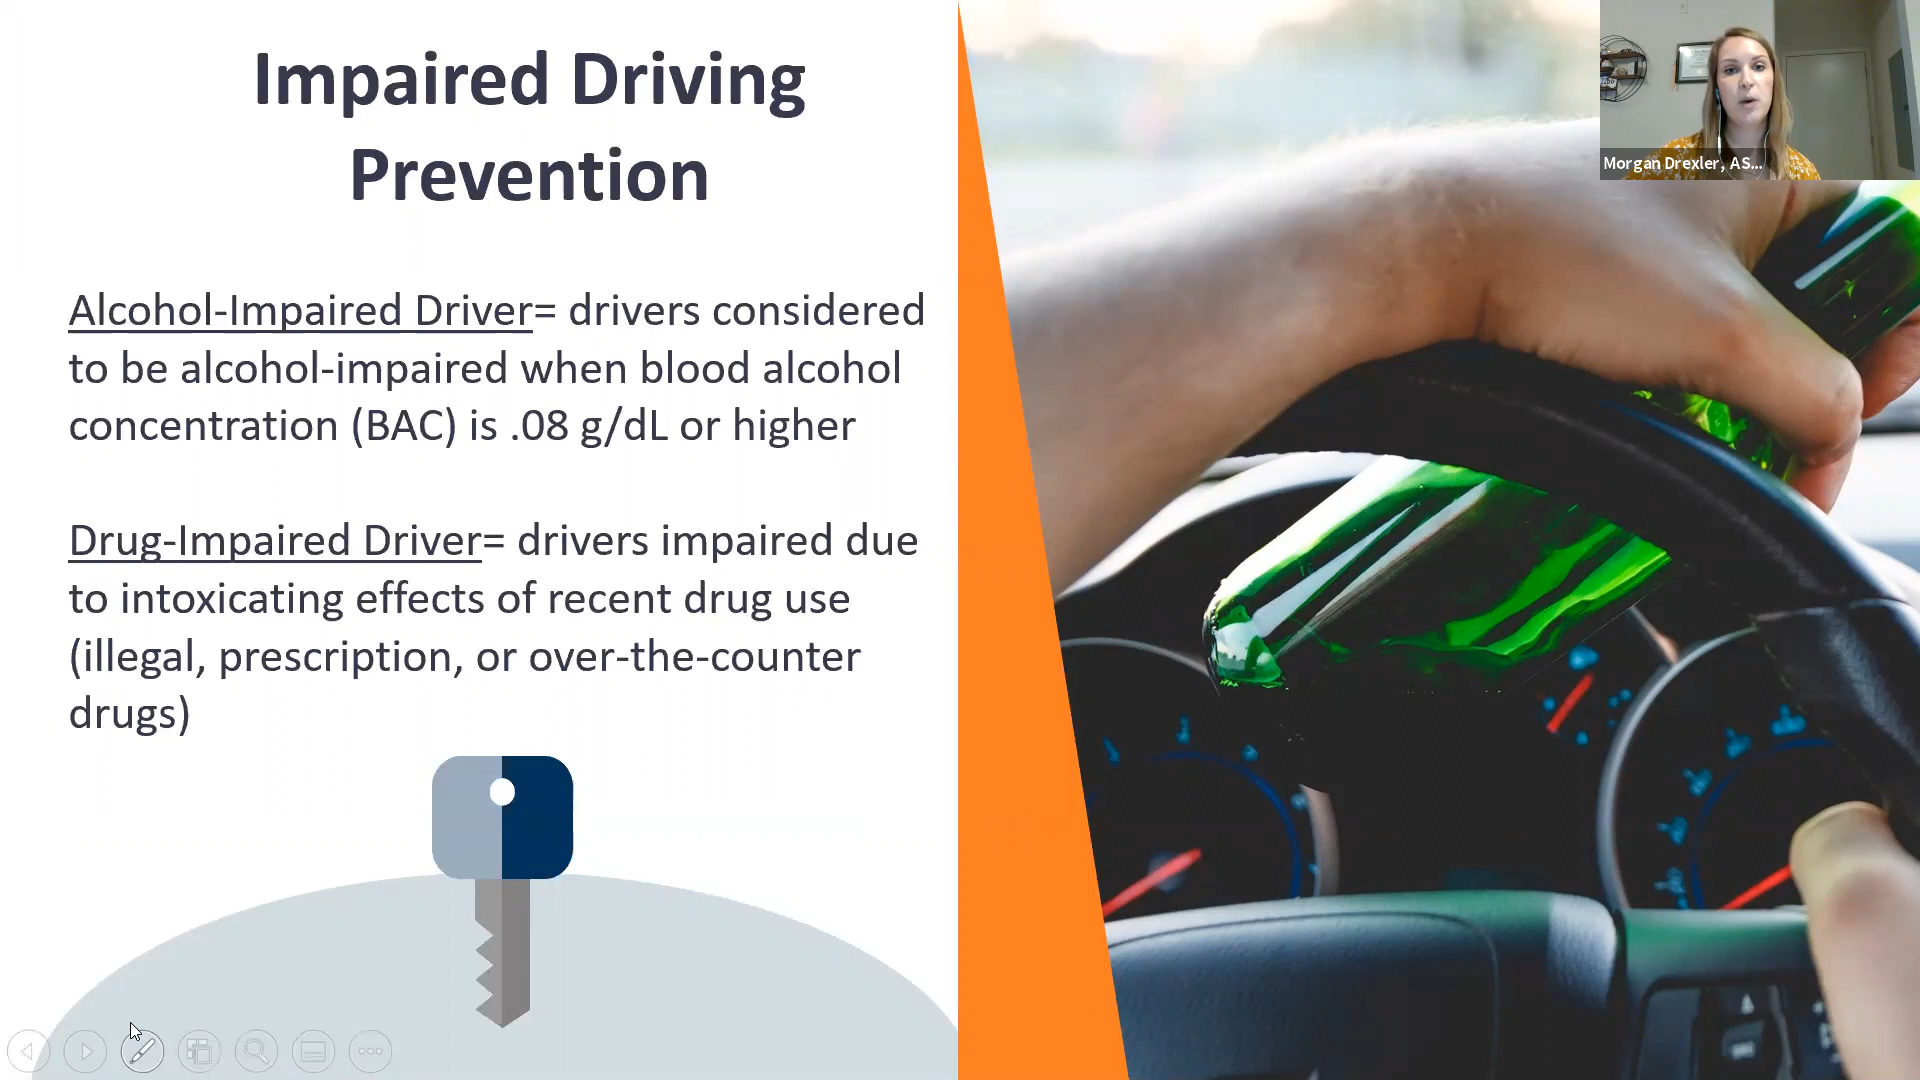 Impaired Driving
Prevention
Morgan Drexler, AS...
Alcohol-Impaired Driver= drivers considered
to be alcohol-impaired when blood alcohol
concentration (BAC) is .08 g/dL or higher
Drug-Impaired Driver= drivers impaired due
to intoxicating effects of recent drug use
(illegal, prescription, or over-the-counter
drugs)